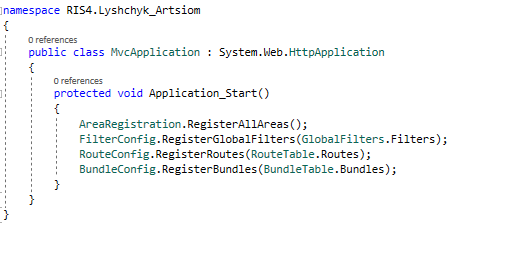 namespace RIS4.Lyshchyk_Artsiom
{
0 references
public class MvcApplication : System.Web.HttpApplication
{
0 references
protected void Application_Start()
{
AreaRegistration.RegisterAllAreas();
FilterConfig.RegisterGlobalFilters(GlobalFilters.Filters);
RouteConfig.RegisterRoutes(RouteTable.Routes);
BundleConfig.RegisterBundles(BundleTable.Bundles);
}
}
}